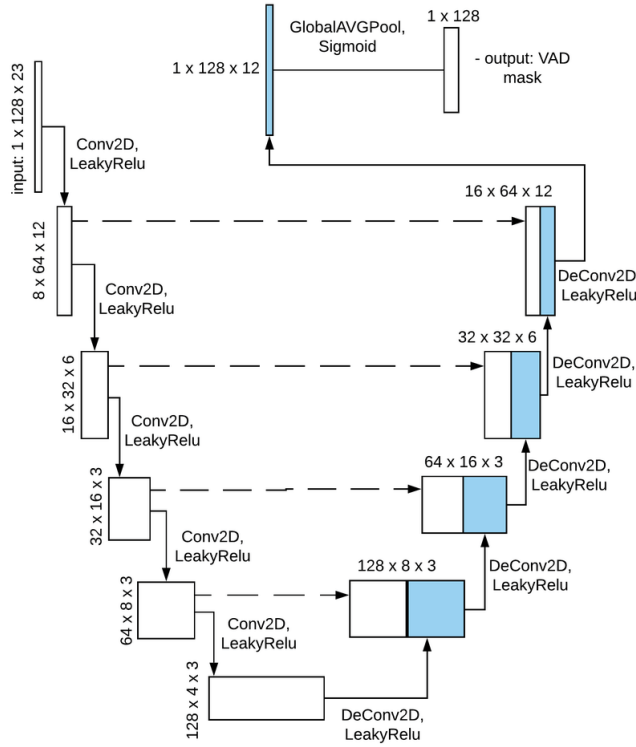 GlobalAVGPool,
Sigmoid
1 x 128
1 x 128 x 12
- output: VAD
mask
input: 1 x 128 x 23
Conv2D,
LeakyRelu
16 x 64 x 12
8 x 64 x 12
DeConv2D
LeakyRelu
Conv2D,
LeakyRelu
32 x 32 x 6
16 x 32 x 6
DeConv2D,
LeakyRelu
Conv2D,
LeakyRelu
64 x 16 x 3
32 x 16 x 3
DeConv2D,
LeakyRelu
Conv2D,
LeakyRelu
128 x 8 x 3
64 x 8 x 3
DeConv2D,
LeakyRelu
Conv2D,
LeakyRelu
128 x 4 x 3
DeConv2D,
LeakyRelu